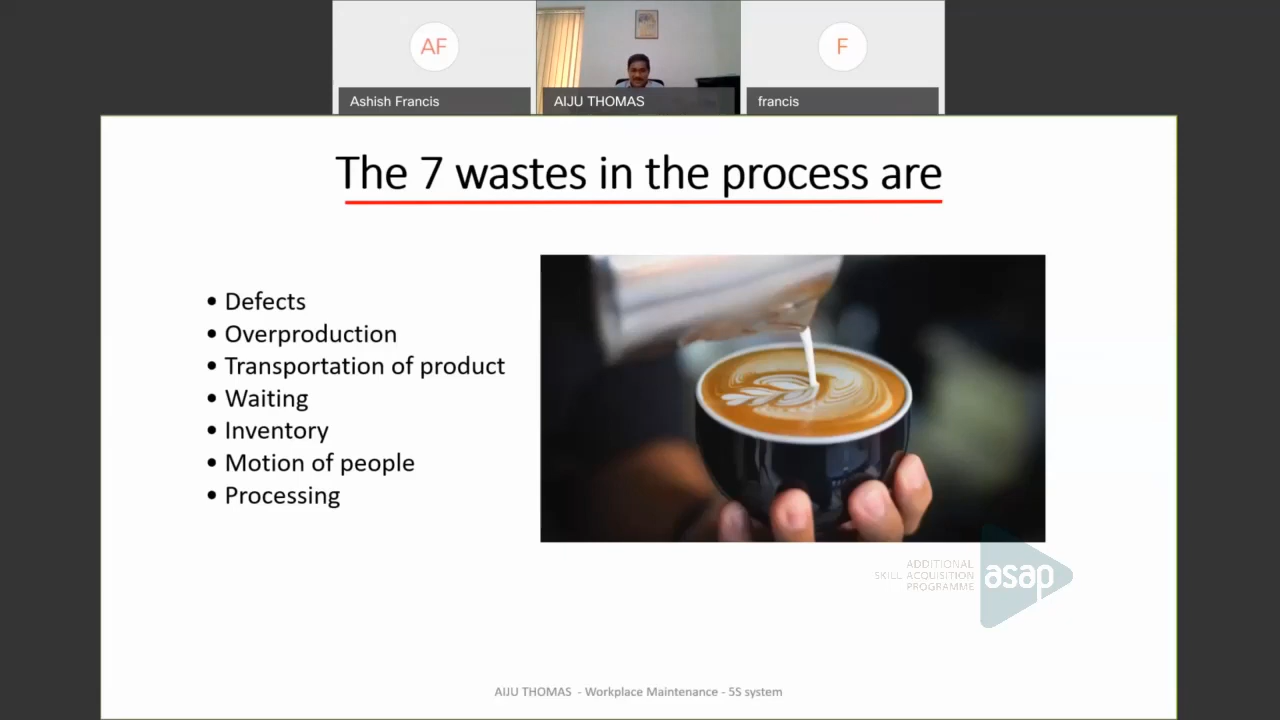 AF
F
Ashish Francis
AIJU THOMAS
francis
The 7 wastes in the process are
• Defects
• Overproduction
• Transportation of product
• Waiting
• Inventory
• Motion of people
• Processing
ADDITIONAL
SKILL ACQUISITION
PROGRAMME
asap
AIJU THOMAS - Workplace Maintenance - 5S system